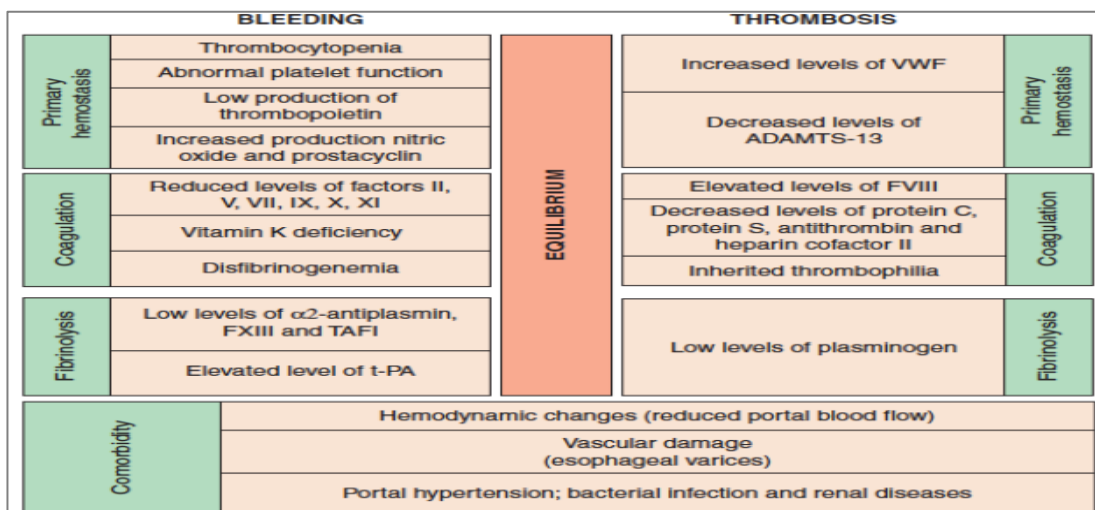 BLEEDING
THROMBOSIS
Primary
hemostasis
Thrombocytopenia
Abnormal platelet function
Low production of
thrombopoietin
Increased production nitric
oxide and prostacyclin
EQUILIBRIUM
Increased levels of VWF
Decreased levels of
ADAMTS-13
Primary
hemostasis
Coagulation
Reduced levels of factors II,
V, VII, IX, X, XI
Vitamin K deficiency
Disfibrinogenemia
Elevated levels of FVIII
Decreased levels of protein C,
protein S, antithrombin and
heparin cofactor II
Inherited thrombophilia
Coagulation
Fibrinolysis
Low levels of α2-antiplasmin,
FXIII and TAFI
Elevated level of t-PA
Low levels of plasminogen
Fibrinolysis
Comorbidity
Hemodynamic changes (reduced portal blood flow)
Vascular damage
(esophageal varices)
Portal hypertension; bacterial infection and renal diseases